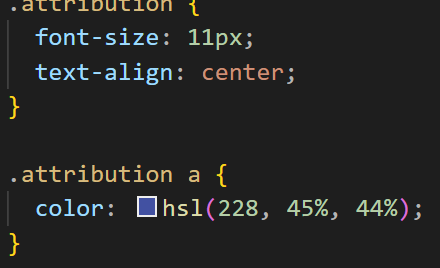 .attribution {
font-size: 11px;
text-align: center;
}
.attribution a {
color: hsl(228, 45%, 44%);
}